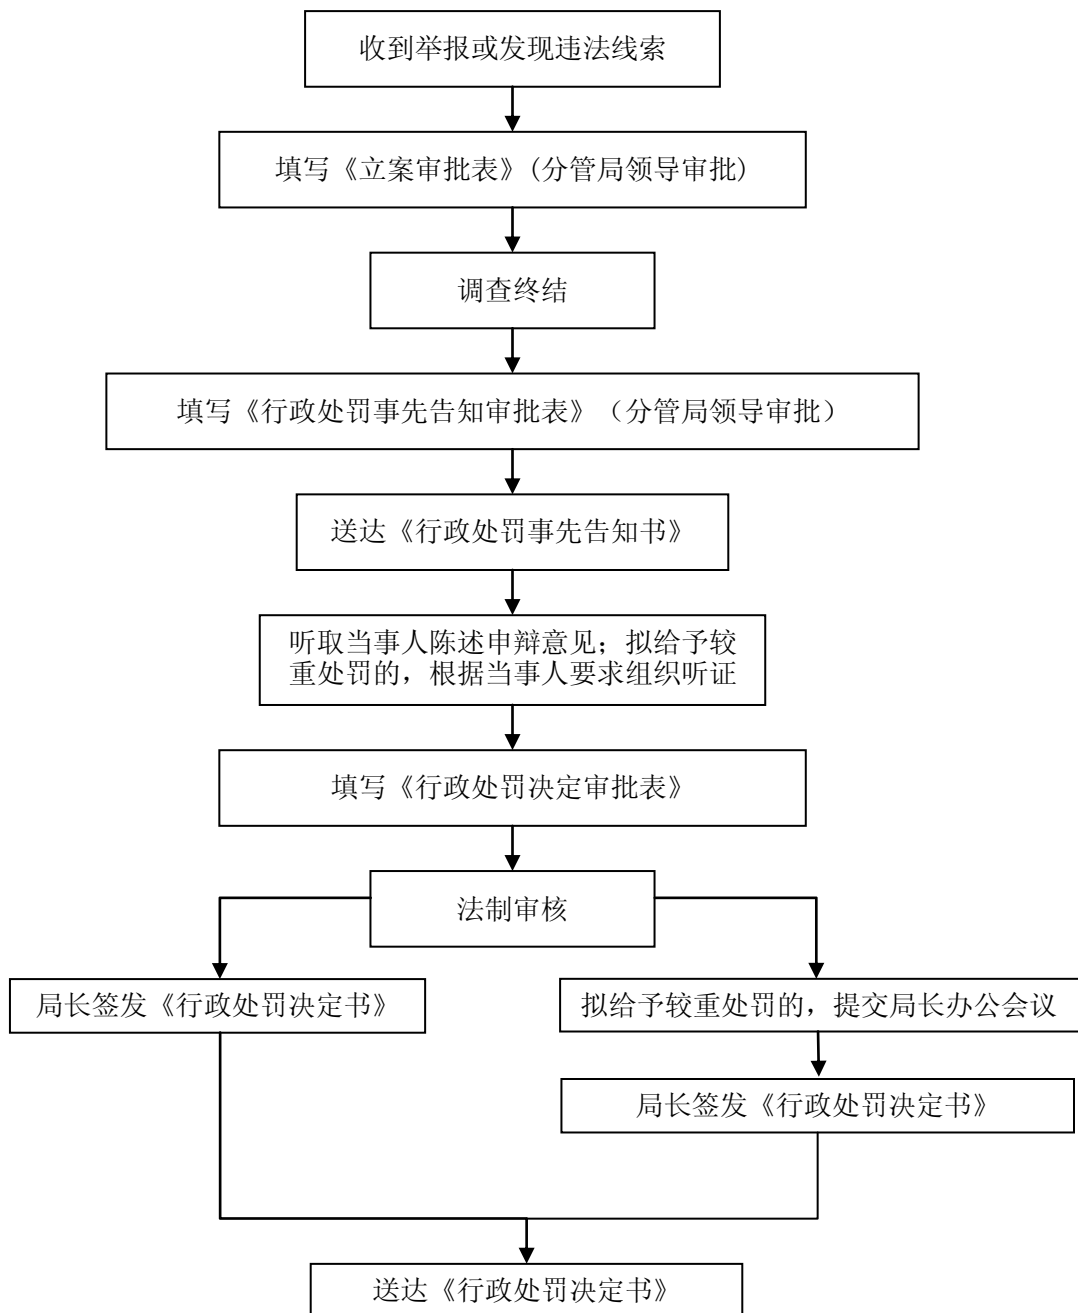 收到举报或发现违法线索
填写《立案审批表》(分管局领导审批)
调查终结
填写《行政处罚事先告知审批表》（分管局领导审批）
送达《行政处罚事先告知书》
听取当事人陈述申辩意见；拟给予较
重处罚的，根据当事人要求组织听证
填写《行政处罚决定审批表》
法制审核
局长签发《行政处罚决定书》
拟给予较重处罚的，提交局长办公会议
局长签发《行政处罚决定书》
送达《行政处罚决定书》